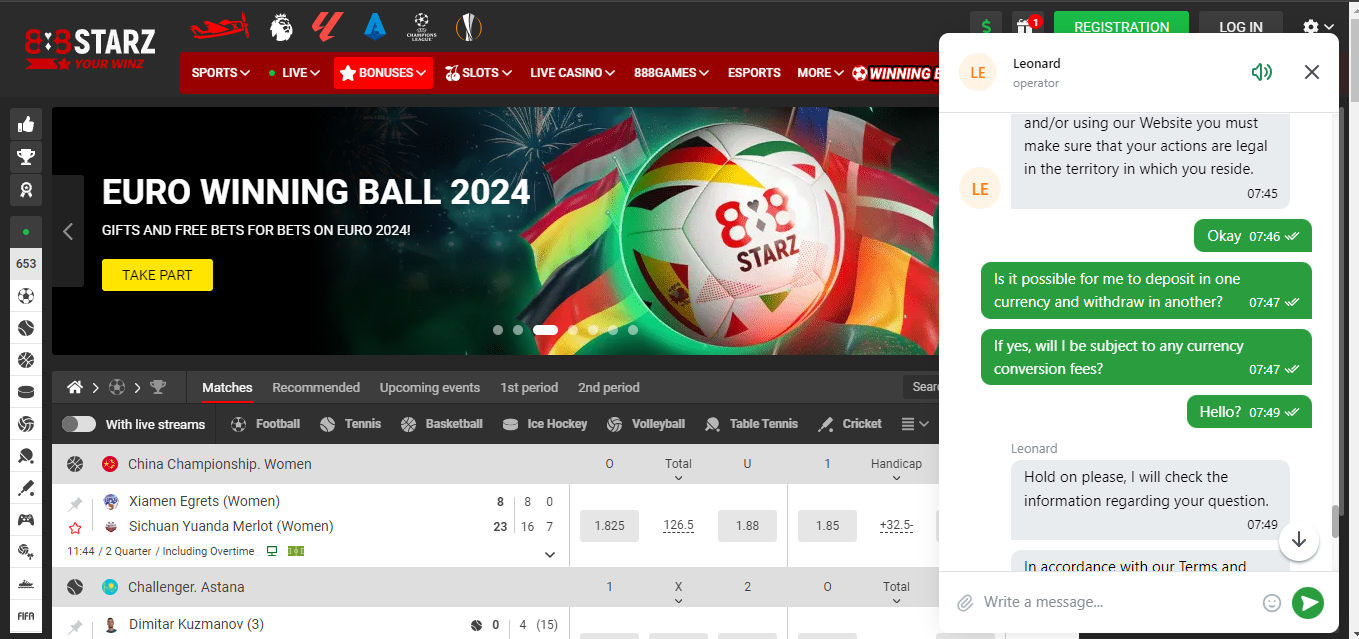 888STARZ
YOUR WINZ
CHAMPIONS LEAGUE
$
1
REGISTRATION
LOG IN
SPORTS
LIVE
BONUSES
SLOTS
LIVE CASINO
888GAMES
ESPORTS
MORE
WINNING
EURO WINNING BALL 2024
GIFTS AND FREE BETS FOR BETS ON EURO 2024!
TAKE PART
888 STARZ
653
FIFA
Matches
Recommended
Upcoming events
1st period
2nd period
Sear
With live streams
Football
Tennis
Basketball
Ice Hockey
Volleyball
Table Tennis
Cricket
China Championship. Women O Total U 1 Handicap
Xiamen Egrets (Women) 8 8 0
Sichuan Yuanda Merlot (Women) 23 16 7
1.825 126.5 1.88 1.85 +32.5-
11:44 / 2 Quarter / Including Overtime
Challenger. Astana 1 X 2 O Total
Dimitar Kuzmanov (3) 0 4 (15)
LE
Leonard
operator
and/or using our Website you must
make sure that your actions are legal
in the territory in which you reside.
07:45
LE
Okay 07:46
Is it possible for me to deposit in one
currency and withdraw in another? 07:47
If yes, will I be subject to any currency
conversion fees? 07:47
Hello? 07:49
Leonard
Hold on please, I will check the
information regarding your question.
07:49
In accordance with our Terms and
Write a message...